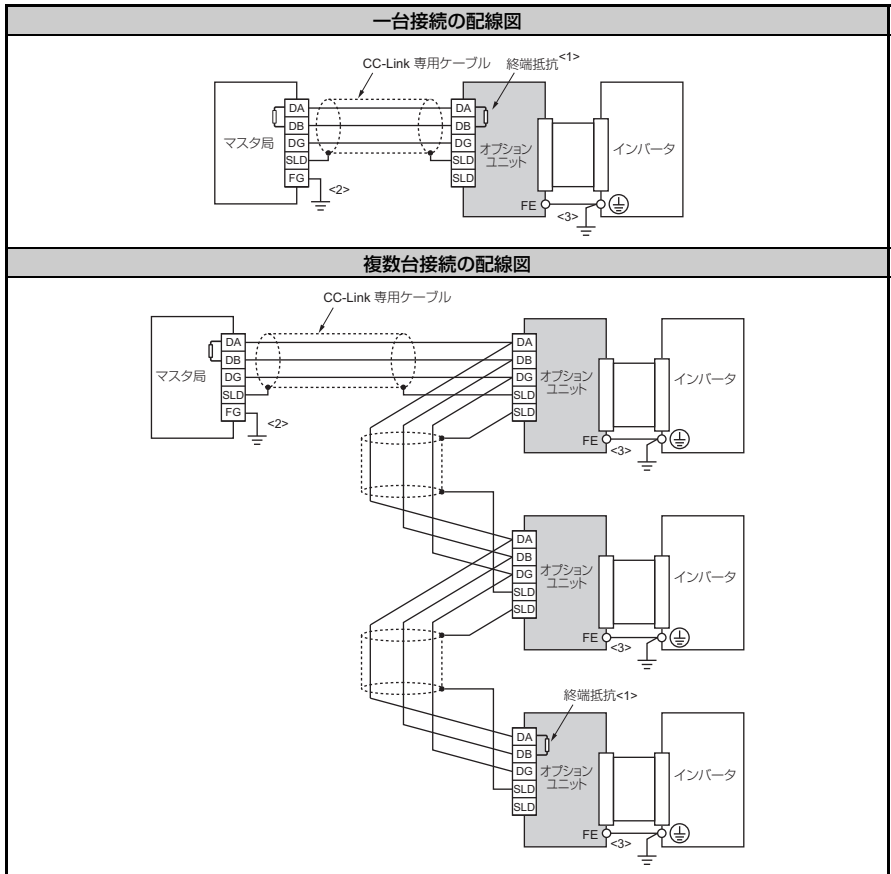 一台接続の配線図
CC-Link 専用ケーブル
終端抵抗<1>
マスタ局
DA
DB
DG
SLD
FG
<2>
DA
DB
DG
SLD
SLD
オプション
ユニット
FE
<3>
インバータ
複数台接続の配線図
CC-Link 専用ケーブル
マスタ局
DA
DB
DG
SLD
FG
<2>
DA
DB
DG
SLD
SLD
オプション
ユニット
FE
<3>
インバータ
DA
DB
DG
SLD
SLD
オプション
ユニット
FE
<3>
インバータ
終端抵抗<1>
DA
DB
DG
SLD
SLD
オプション
ユニット
FE
<3>
インバータ